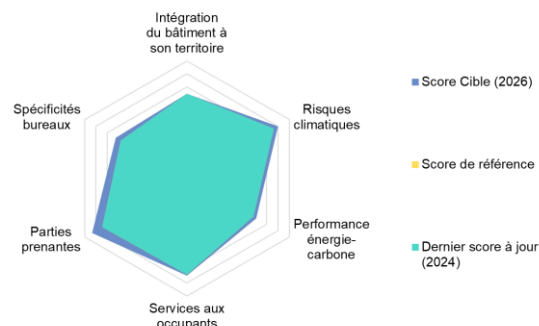 Intégration
du bâtiment à
son territoire
Spécificités
bureaux
Risques
climatiques
Parties
prenantes
Performance
énergie-
carbone
Services aux
occupants
Score Cible (2026)
Score de référence
Dernier score à jour
(2024)